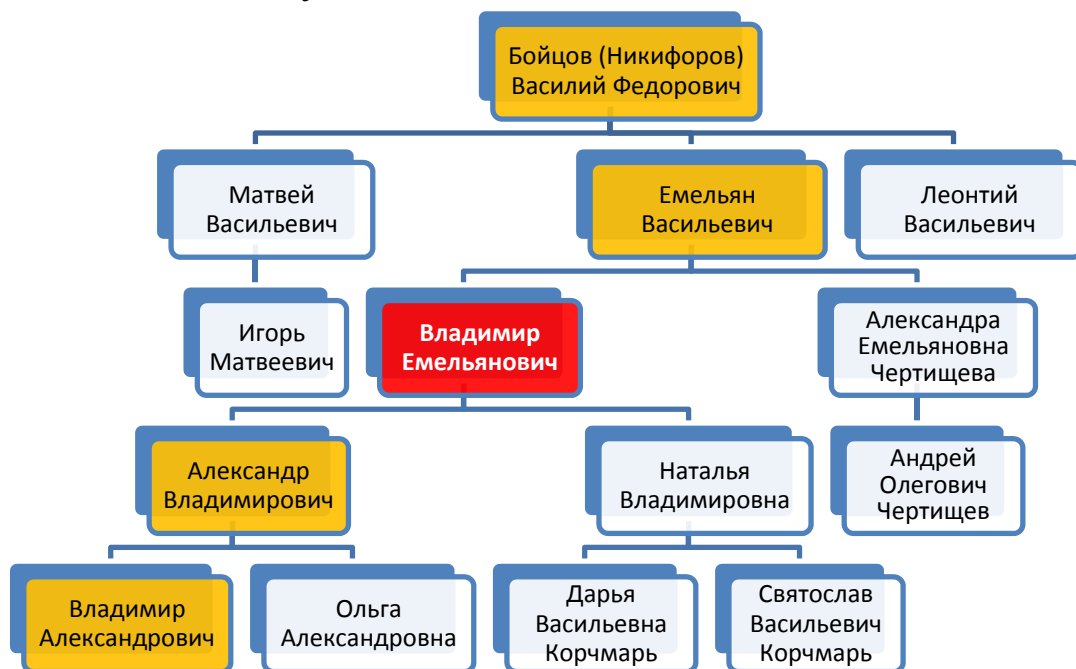 Бойцов (Никифоров)
Василий Федорович
Матвей
Васильевич
Емельян
Васильевич
Леонтий
Васильевич
Игорь
Матвеевич
Владимир
Емельянович
Александра
Емельяновна
Чертищева
Александр
Владимирович
Наталья
Владимировна
Андрей
Олегович
Чертищев
Владимир
Александрович
Ольга
Александровна
Дарья
Васильевна
Корчмарь
Святослав
Васильевич
Корчмарь